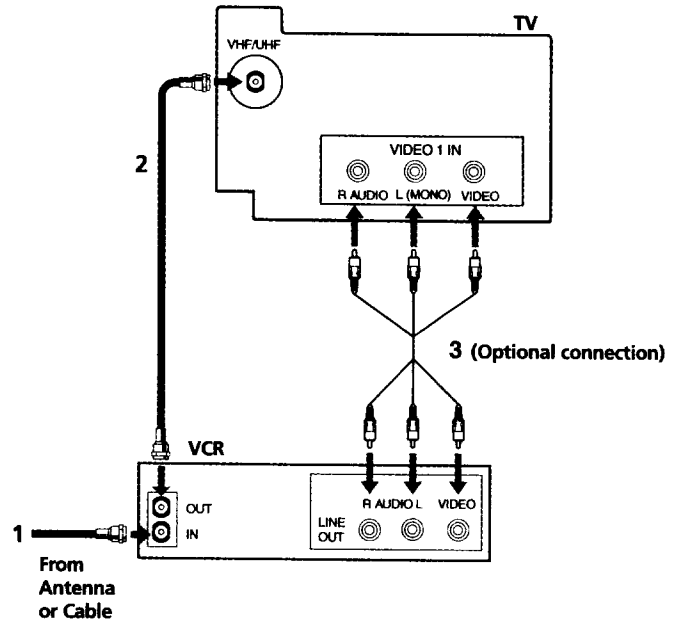 TV
VHF/UHF
2
VIDEO 1 IN
R AUDIO L (MONO) VIDEO
3 (Optional connection)
VCR
R AUDIO L VIDEO
OUT
LINE OUT
IN
1
From
Antenna
or Cable